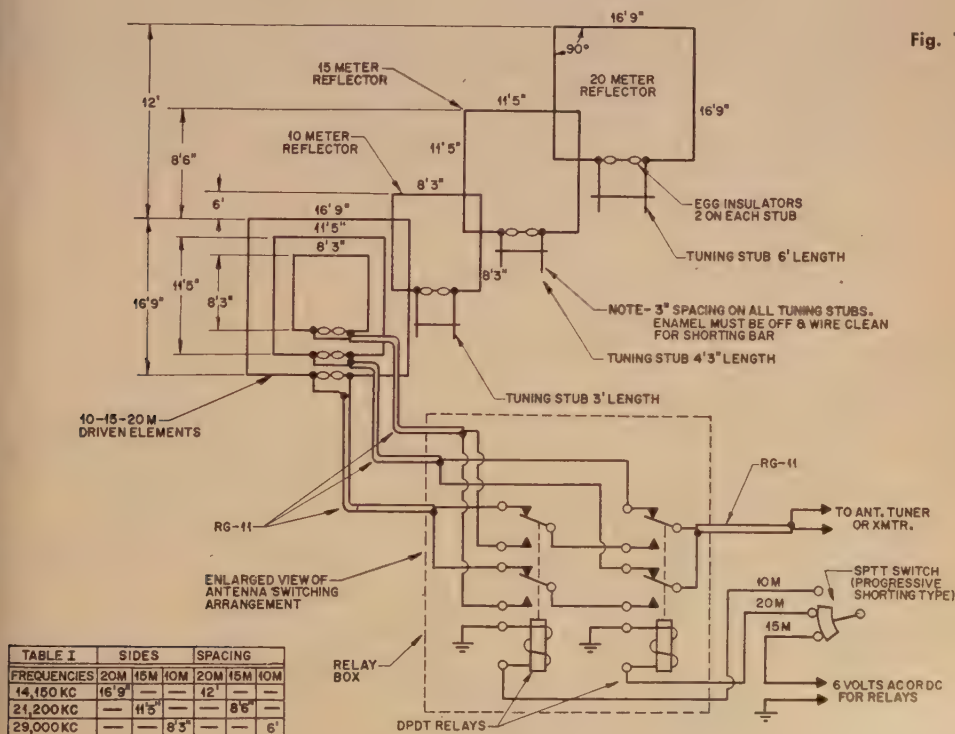 Fig.
16'9"
90°
20 METER
REFLECTOR
16'9"
15 METER
REFLECTOR
11'5"
11'5"
12'
8'6"
10 METER
REFLECTOR
8'3"
6'
16'9"
11'5"
8'3"
16'9"
11'5"
8'3"
8'3"
EGG INSULATORS
2 ON EACH STUB
TUNING STUB 6' LENGTH
NOTE- 3" SPACING ON ALL TUNING STUBS.
ENAMEL MUST BE OFF & WIRE CLEAN
FOR SHORTING BAR
TUNING STUB 4'3" LENGTH
TUNING STUB 3' LENGTH
10-15-20 M
DRIVEN ELEMENTS
RG-11
RG-11
TO ANT. TUNER
OR XMTR.
ENLARGED VIEW OF
ANTENNA SWITCHING
ARRANGEMENT
SPTT SWITCH
(PROGRESSIVE
SHORTING TYPE)
10M
20M
15M
RELAY
BOX
DPDT RELAYS
6 VOLTS AC OR DC
FOR RELAYS
TABLE I SIDES SPACING
FREQUENCIES 20M 15M 10M 20M 15M 10M
14,150 KC 16'9" — — 12' — —
21,200 KC — 11'5" — — 8'6" —
29,000 KC — — 8'3" — — 6'